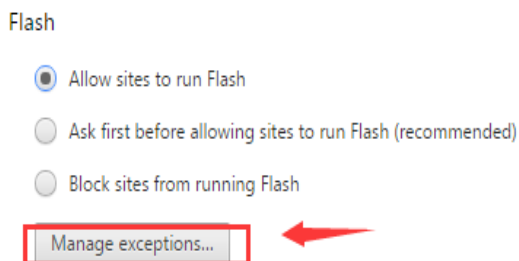 Flash
Allow sites to run Flash
Ask first before allowing sites to run Flash (recommended)
Block sites from running Flash
Manage exceptions...